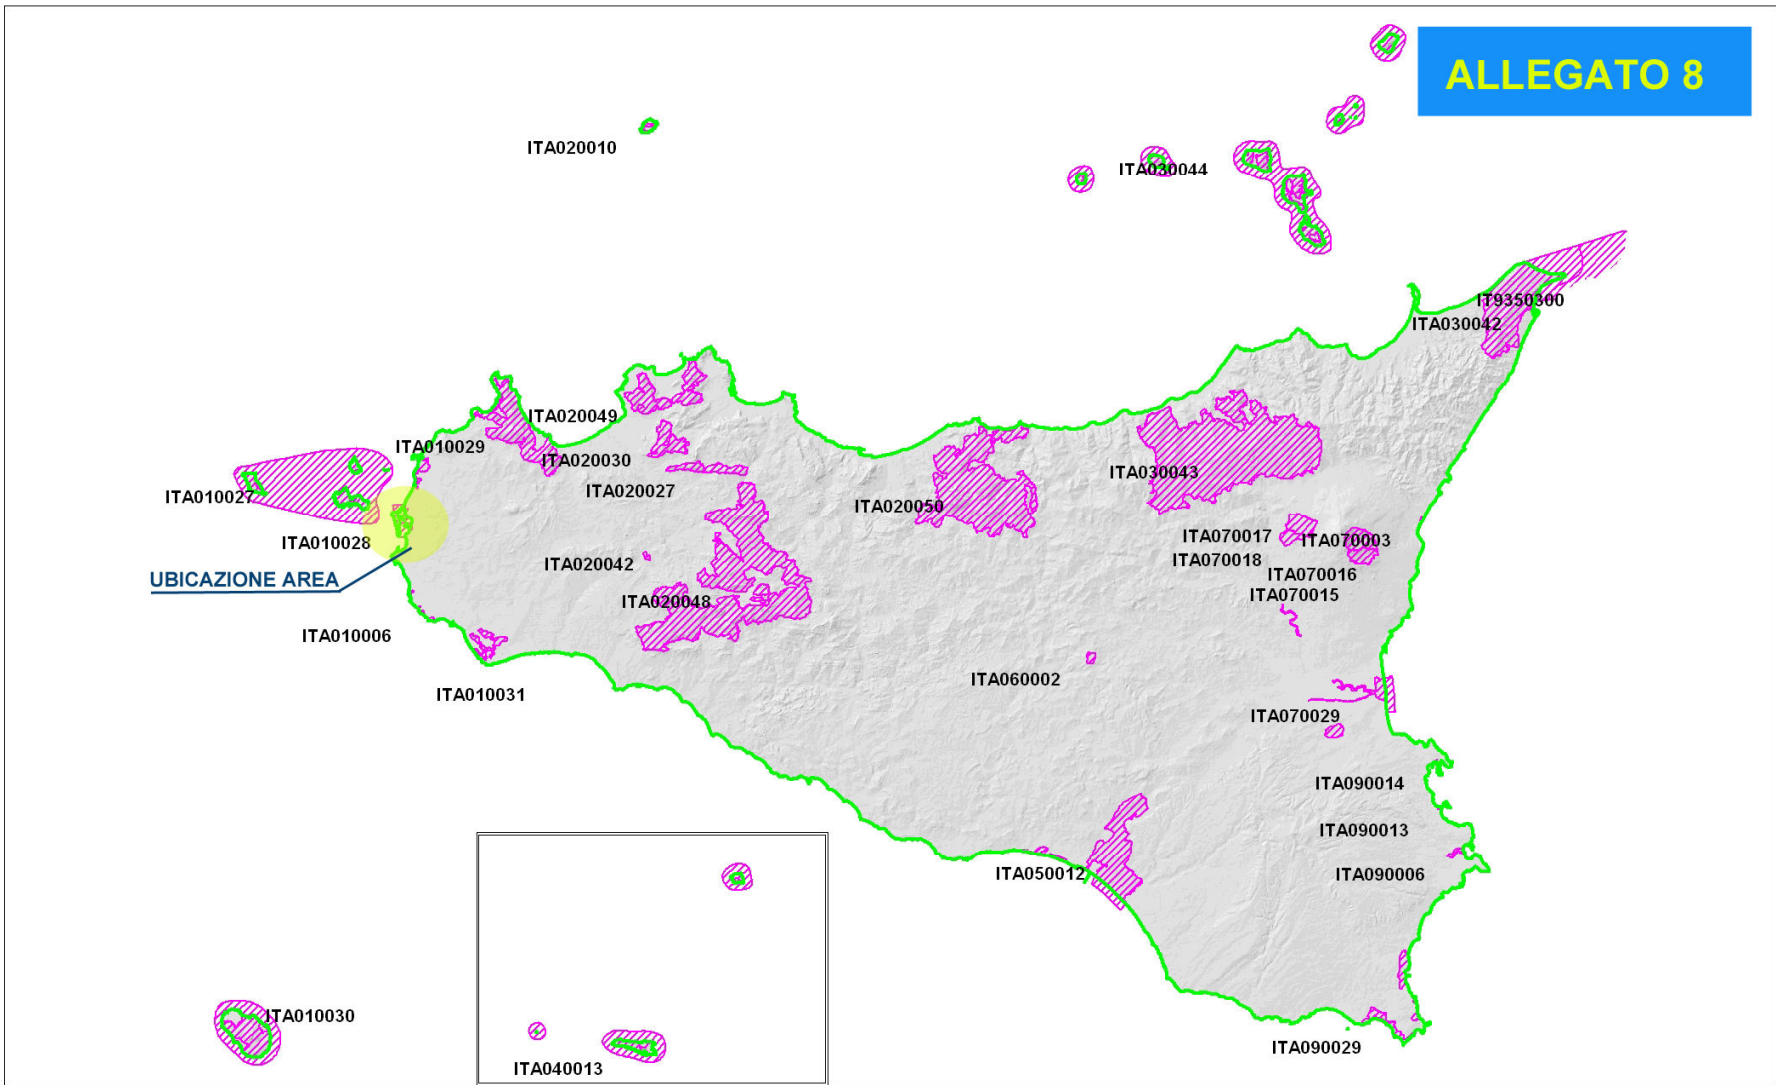 ALLEGATO 8
ITA020010
ITA030044
IT9350300
ITA030042
ITA020049
ITA010029
ITA020030
ITA030043
ITA020027
ITA010027
ITA020050
ITA070017
ITA070003
ITA010028
ITA070018
ITA020042
ITA070016
UBICAZIONE AREA
ITA070015
ITA020048
ITA010006
ITA060002
ITA010031
ITA070029
ITA090014
ITA090013
ITA050012
ITA090006
ITA010030
ITA090029
ITA040013